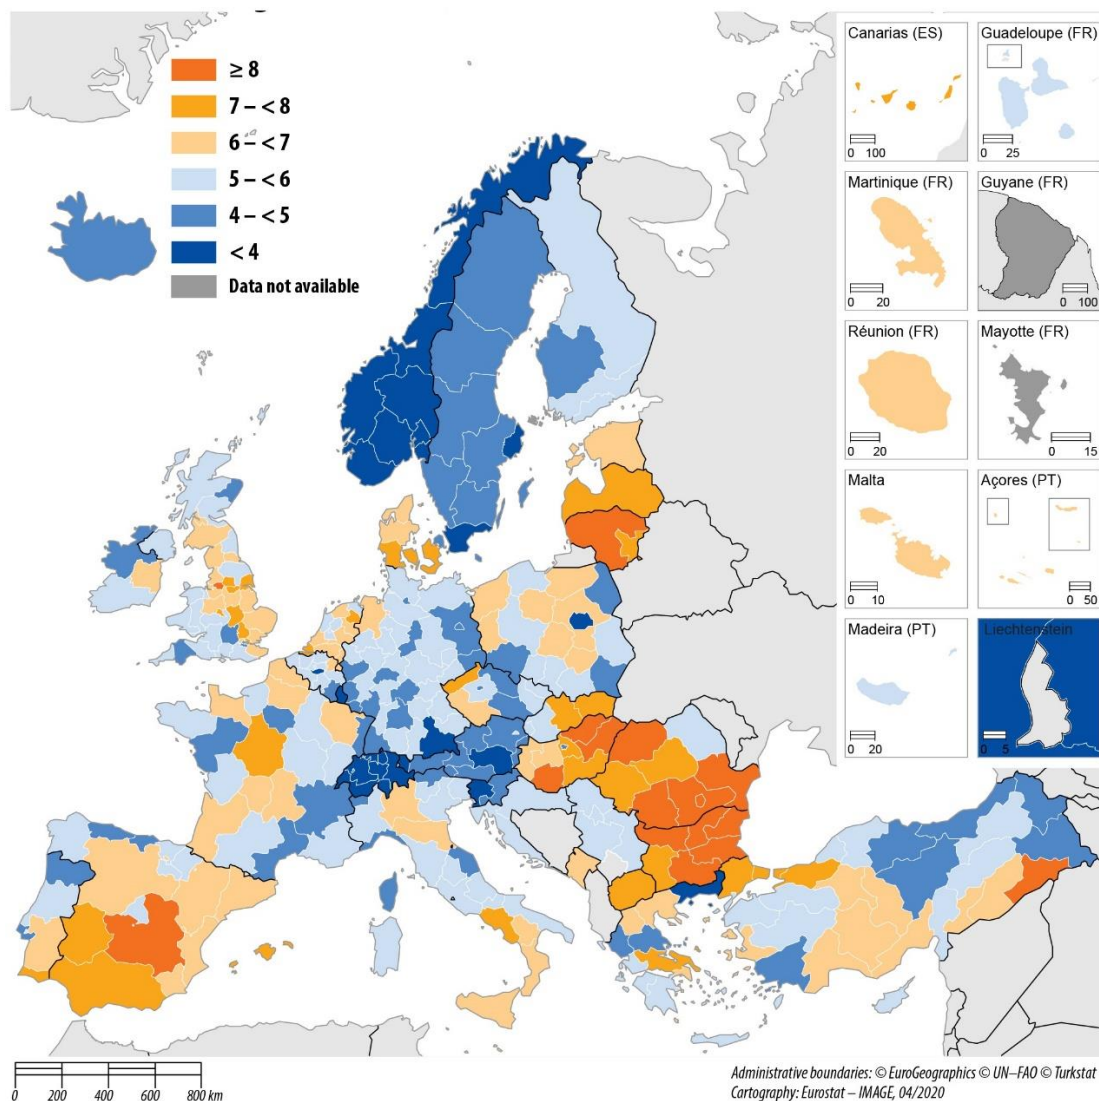 ≥ 8
7 – < 8
6 – < 7
5 – < 6
4 – < 5
< 4
Data not available
Canarias (ES)
0 100
Guadeloupe (FR)
0 25
Martinique (FR)
0 20
Guyane (FR)
0 100
Réunion (FR)
0 20
Mayotte (FR)
0 15
Malta
0 10
Açores (PT)
0 50
Madeira (PT)
0 20
Liechtenstein
0 5
0 200 400 600 800 km
Administrative boundaries: © EuroGeographics © UN–FAO © Turkstat
Cartography: Eurostat – IMAGE, 04/2020